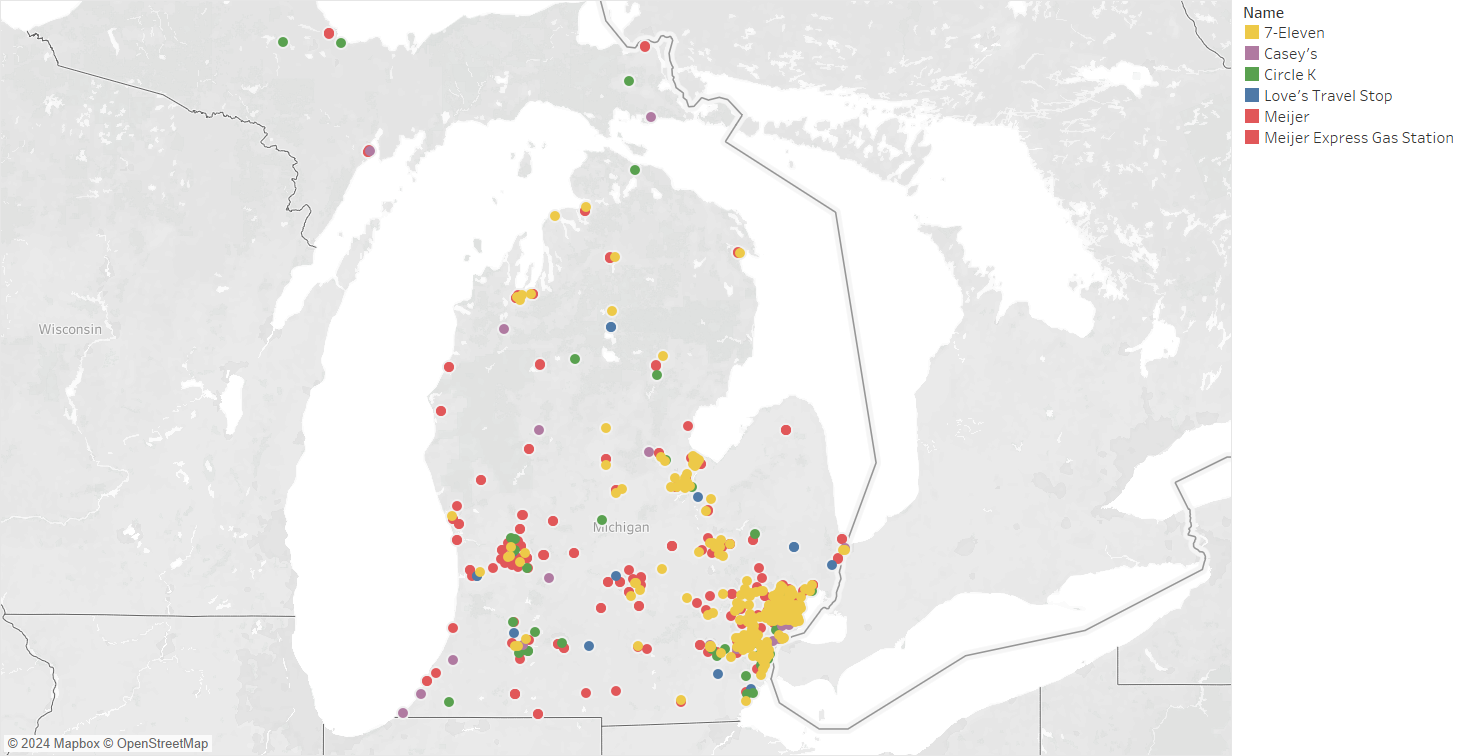 Name
7-Eleven
Casey's
Circle K
Love's Travel Stop
Meijer
Meijer Express Gas Station
Wisconsin
Michigan
© 2024 Mapbox © OpenStreetMap